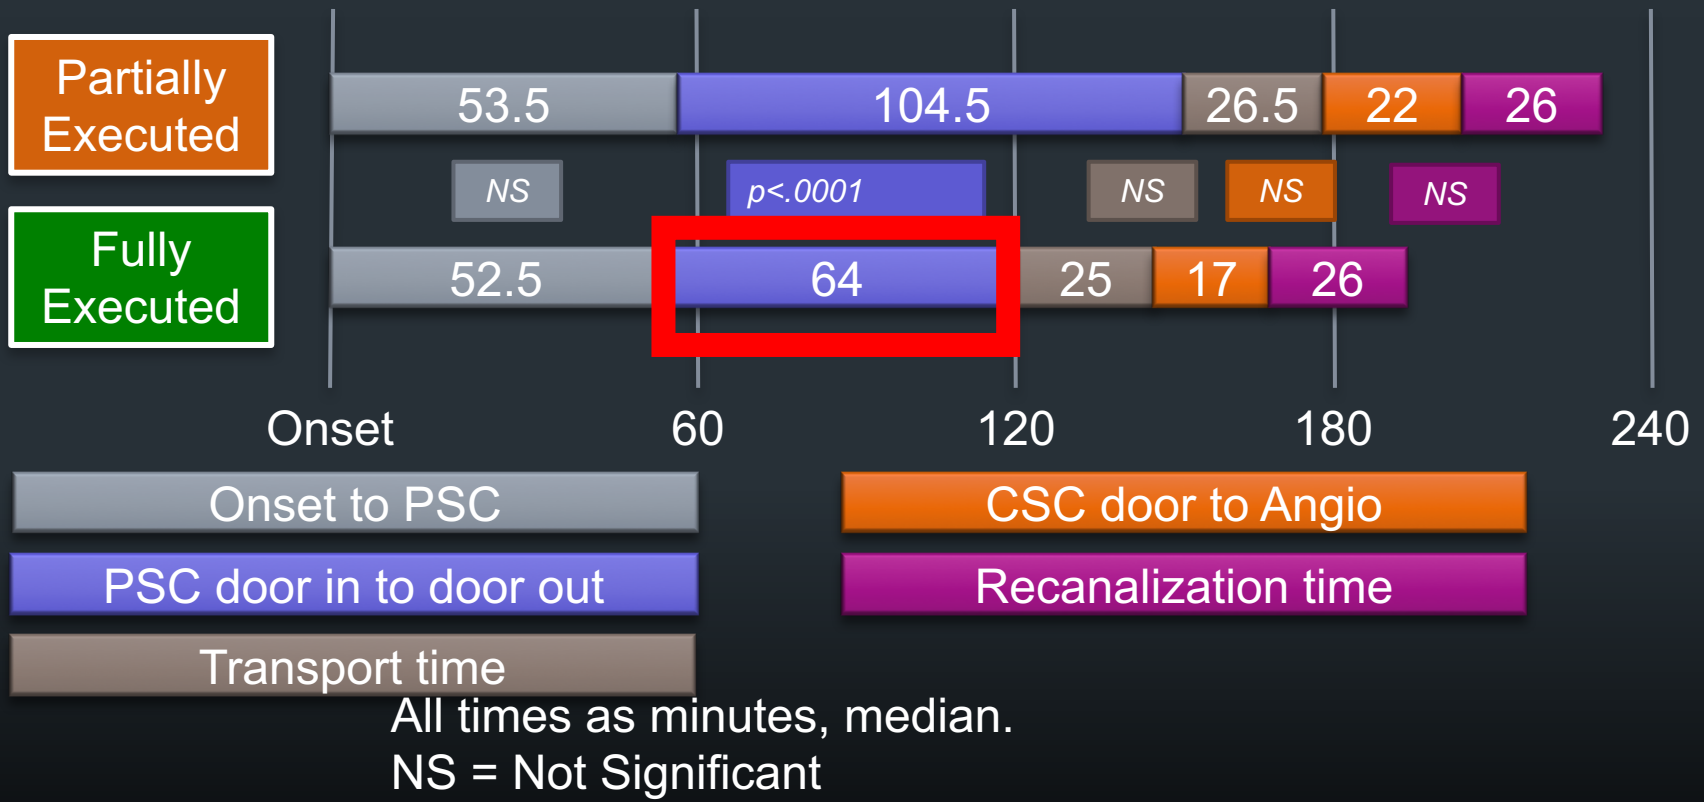 Partially
Executed
53.5 104.5 26.5 22 26
NS p<.0001 NS NS NS
Fully
Executed
52.5 64 25 17 26
Onset 60 120 180 240
Onset to PSC
CSC door to Angio
PSC door in to door out
Recanalization time
Transport time
All times as minutes, median.
NS = Not Significant